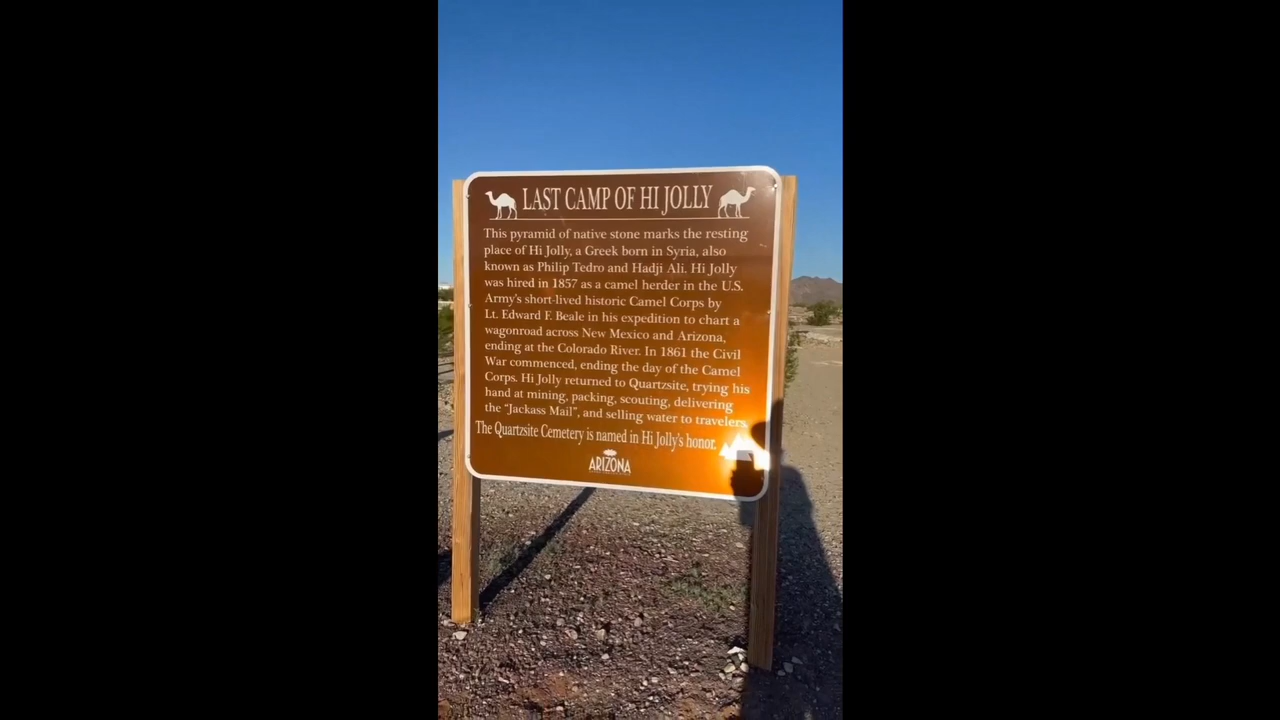 LAST CAMP OF HI JOLLY
This pyramid of native stone marks the resting
place of Hi Jolly, a Greek born in Syria, also
known as Philip Tedro and Hadji Ali. Hi Jolly
was hired in 1857 as a camel herder in the U.S.
Army's short-lived historic Camel Corps by
Lt. Edward F. Beale in his expedition to chart a
wagonroad across New Mexico and Arizona,
ending at the Colorado River. In 1861 the Civil
War commenced, ending the day of the Camel
Corps. Hi Jolly returned to Quartzsite, trying his
hand at mining, packing, scouting, delivering
the "Jackass Mail", and selling water to travelers.
The Quartzsite Cemetery is named in Hi Jolly's honor.
ARIZONA